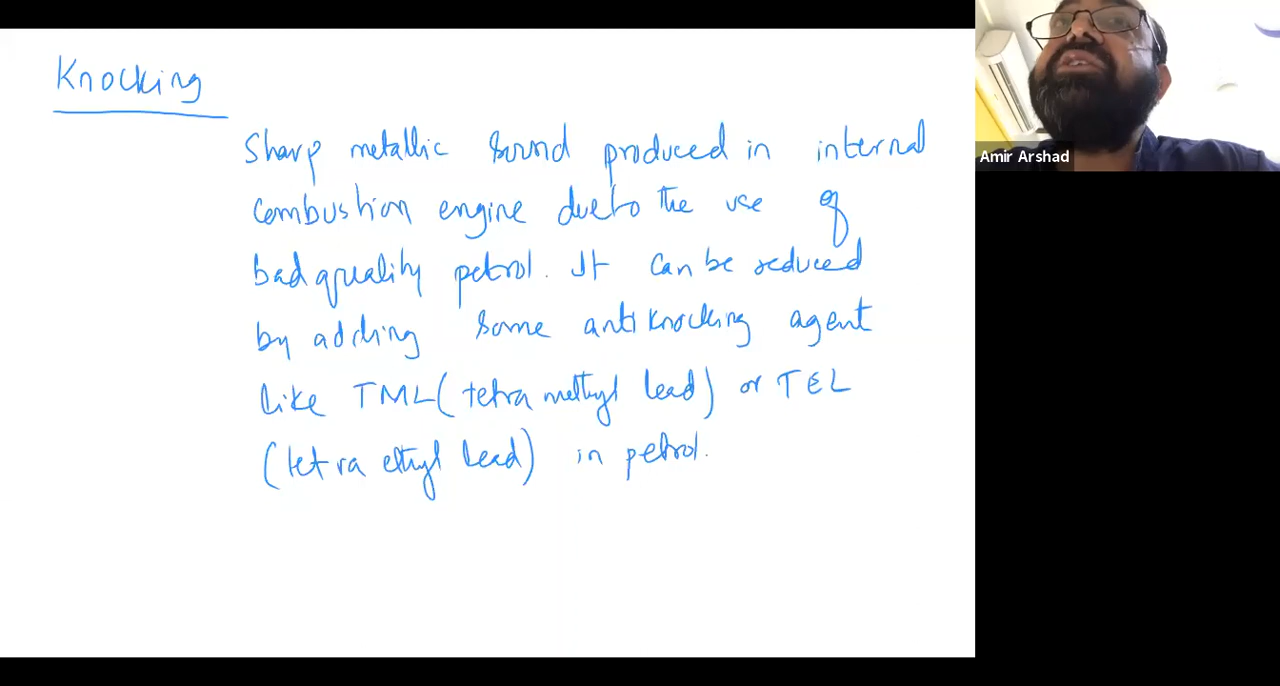 Knocking
Sharp metallic sound produced in internal
combustion engine due to the use of
bad quality petrol. It can be reduced
by adding some antiknocking agent
like TML (tetra methyl lead) or TEL
(tetra ethyl lead) in petrol.
Amir Arshad